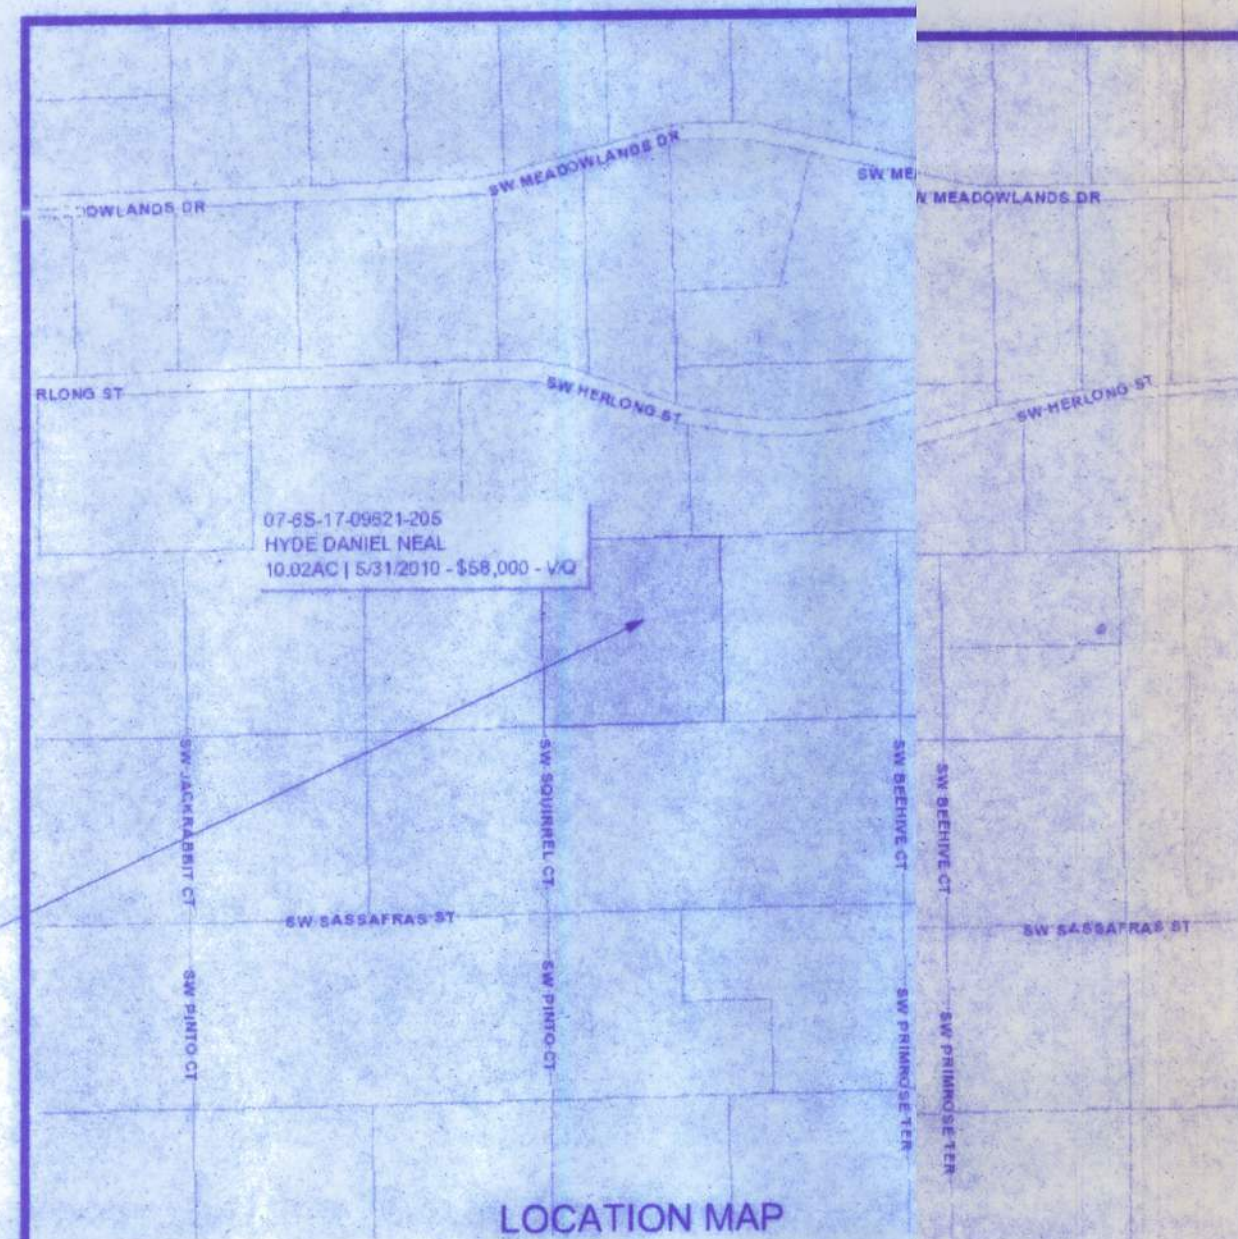 SW MEADOWLANDS DR
SW ME
OWLANDS DR
W MEADOWLANDS DR
RLONG ST
SW HERLONG ST
SW HERLONG ST
07-6S-17-09621-205
HYDE DANIEL NEAL
10.02AC | 5/31/2010 - $58,000 - V/Q
SW JACKRABBIT CT
SW SQUIRREL CT
SW BEEHIVE CT
SW BEEHIVE CT
SW SASSAFRAS ST
SW SASSAFRAS ST
SW PINTO CT
SW PINTO CT
SW PRIMROSE TER
SW PRIMROSE TER
LOCATION MAP